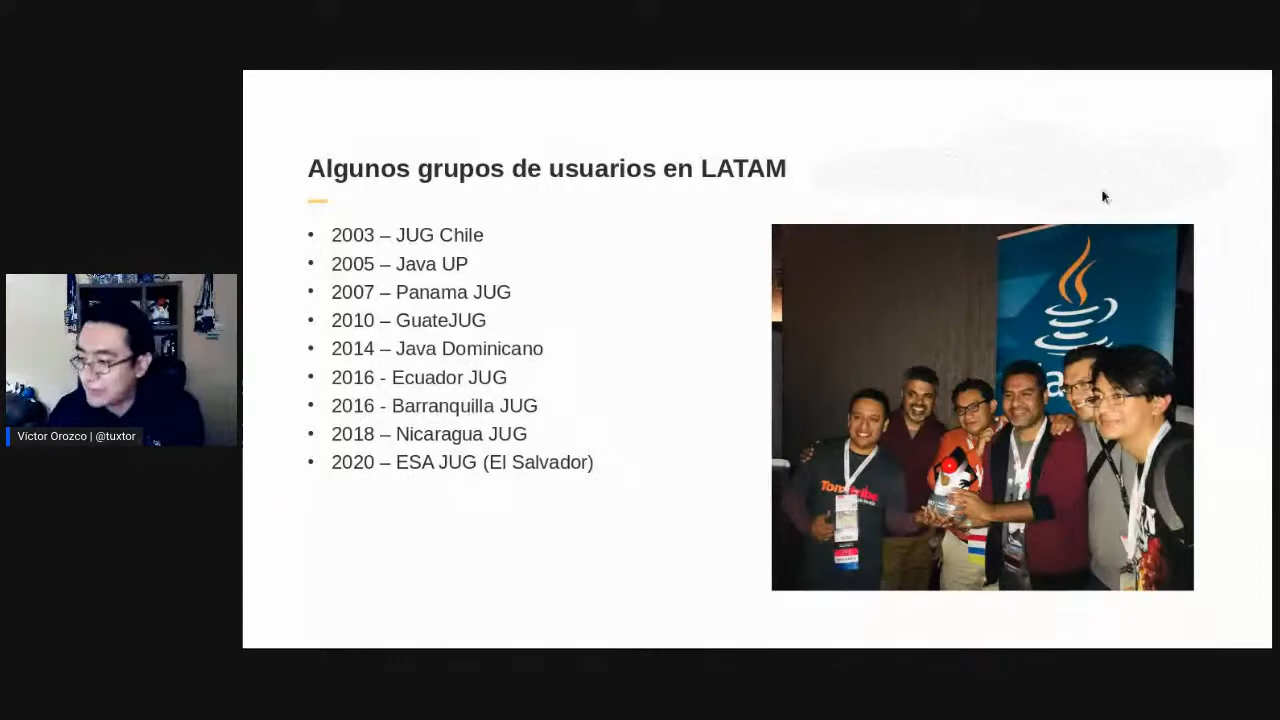 Algunos grupos de usuarios en LATAM
• 2003 – JUG Chile
• 2005 – Java UP
• 2007 – Panama JUG
• 2010 – GuateJUG
• 2014 – Java Dominicano
• 2016 - Ecuador JUG
• 2016 - Barranquilla JUG
• 2018 – Nicaragua JUG
• 2020 – ESA JUG (El Salvador)
Víctor Orozco | @tuxtor